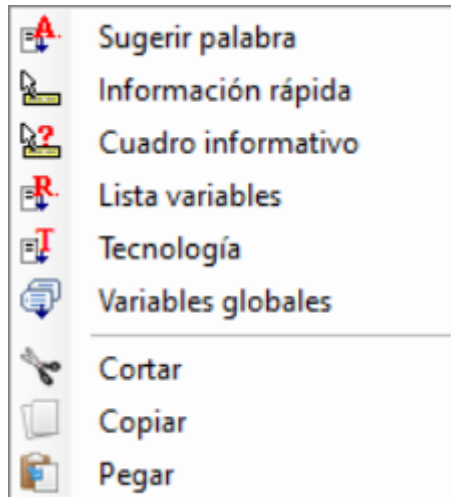 Sugerir palabra
Información rápida
Cuadro informativo
Lista variables
Tecnología
Variables globales
Cortar
Copiar
Pegar